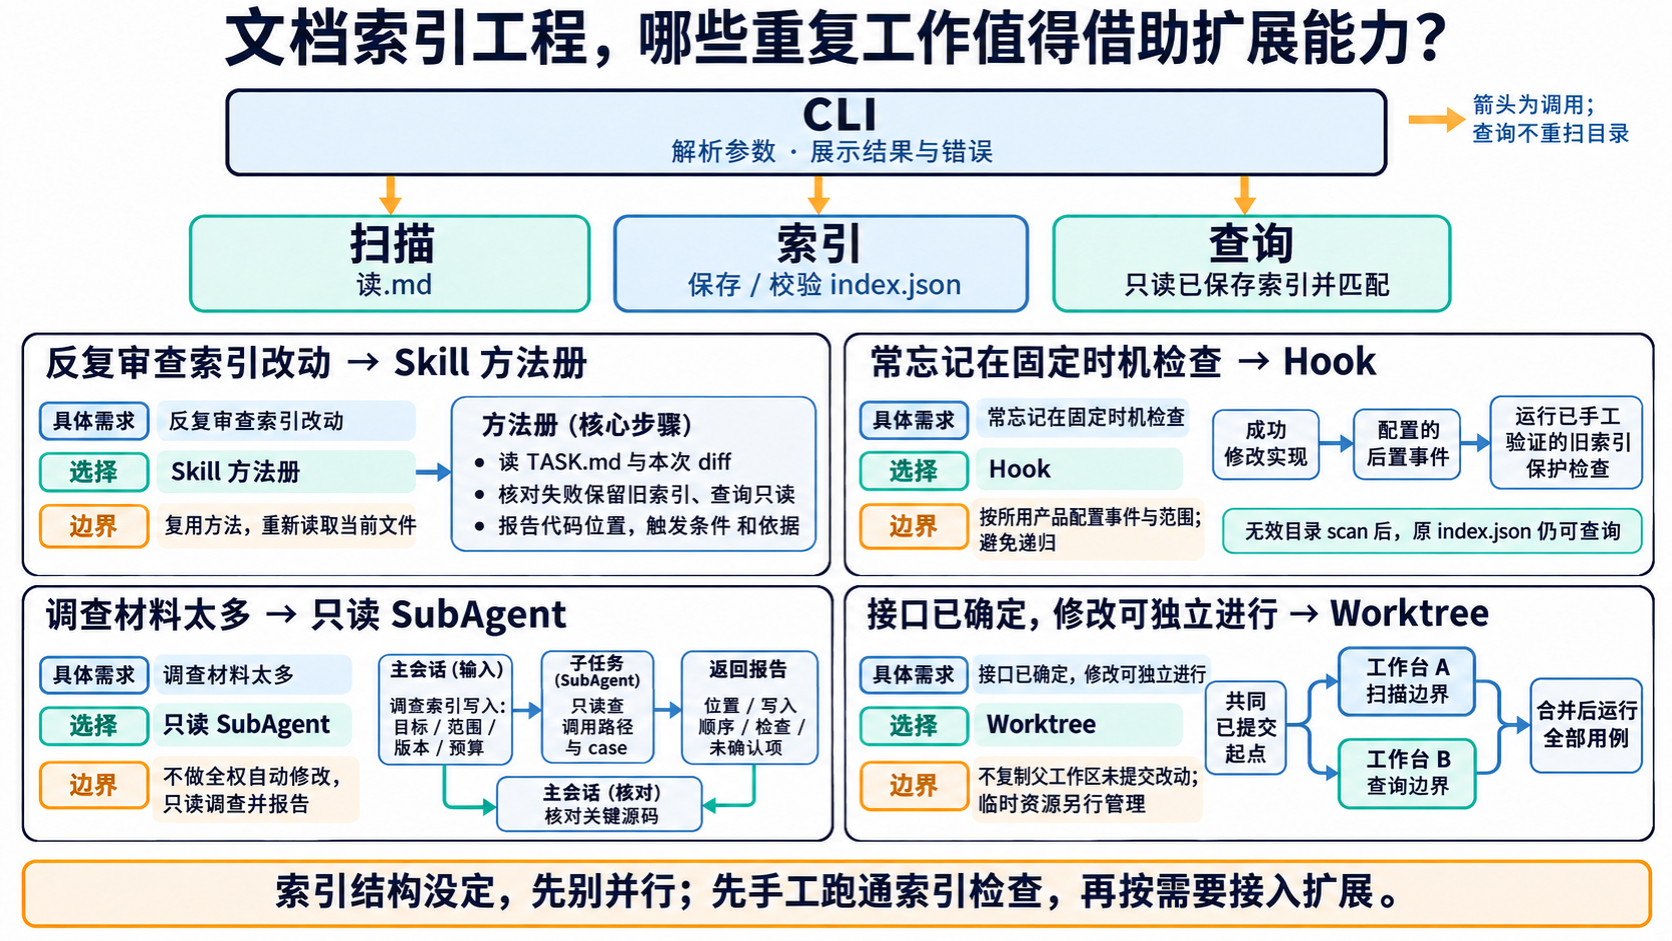 文档索引工程，哪些重复工作值得借助扩展能力？
CLI
解析参数 · 展示结果与错误
箭头为调用；
查询不重扫目录
扫描
读.md
索引
保存 / 校验 index.json
查询
只读已保存索引并匹配
反复审查索引改动 → Skill 方法册
具体需求
反复审查索引改动
选择
Skill 方法册
边界
复用方法，重新读取当前文件
方法册（核心步骤）
• 读 TASK.md 与本次 diff
• 核对失败保留旧索引、查询只读
• 报告代码位置，触发条件 和依据
常忘记在固定时机检查 → Hook
具体需求
常忘记在固定时机检查
选择
Hook
边界
按所用产品配置事件与范围；
避免递归
成功
修改实现
配置的
后置事件
运行已手工
验证的旧索引
保护检查
无效目录 scan 后，原 index.json 仍可查询
调查材料太多 → 只读 SubAgent
具体需求
调查材料太多
选择
只读 SubAgent
边界
不做全权自动修改，
只读调查并报告
主会话（输入）
调查索引写入：
目标 / 范围 /
版本 / 预算
子任务
（SubAgent）
只读查
调用路径
与 case
返回报告
位置 / 写入
顺序 / 检查 /
未确认项
主会话（核对）
核对关键源码
接口已确定，修改可独立进行 → Worktree
具体需求
接口已确定，修改可独立进行
选择
Worktree
边界
不复制父工作区未提交改动；
临时资源另行管理
共同
已提交
起点
工作台 A
扫描边界
工作台 B
查询边界
合并后运行
全部用例
索引结构没定，先别并行；先手工跑通索引检查，再按需要接入扩展。